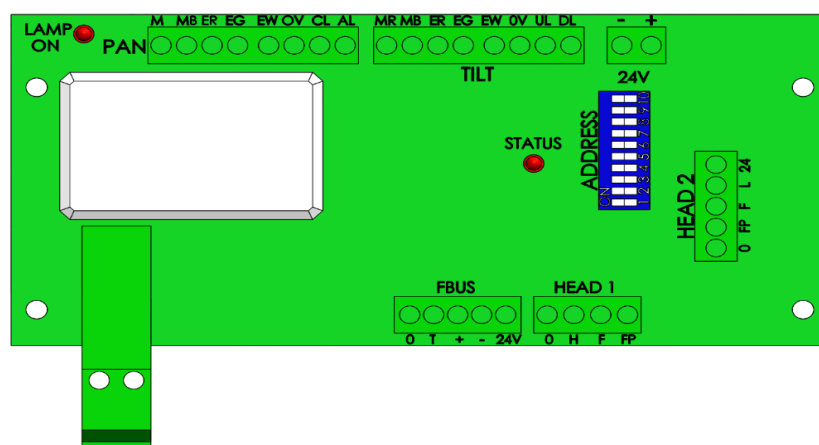 LAMP
ON
PAN
M MB ER EG EW OV CL AL
MR MB ER EG EW 0V UL DL
TILT
- +
24V
STATUS
ADDRESS
ON
1 2 3 4 5 6 7 8 9 10
HEAD 2
0 FP F L 24
FBUS
0 T + - 24V
HEAD 1
0 H F FP